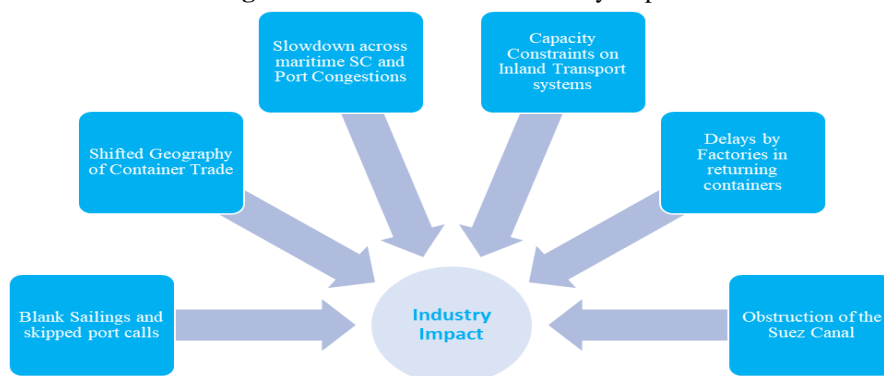 Slowdown across
maritime SC and
Port Congestions
Capacity
Constraints on
Inland Transport
systems
Shifted Geography
of Container Trade
Delays by
Factories in
returning
containers
Blank Sailings and
skipped port calls
Industry
Impact
Obstruction of the
Suez Canal